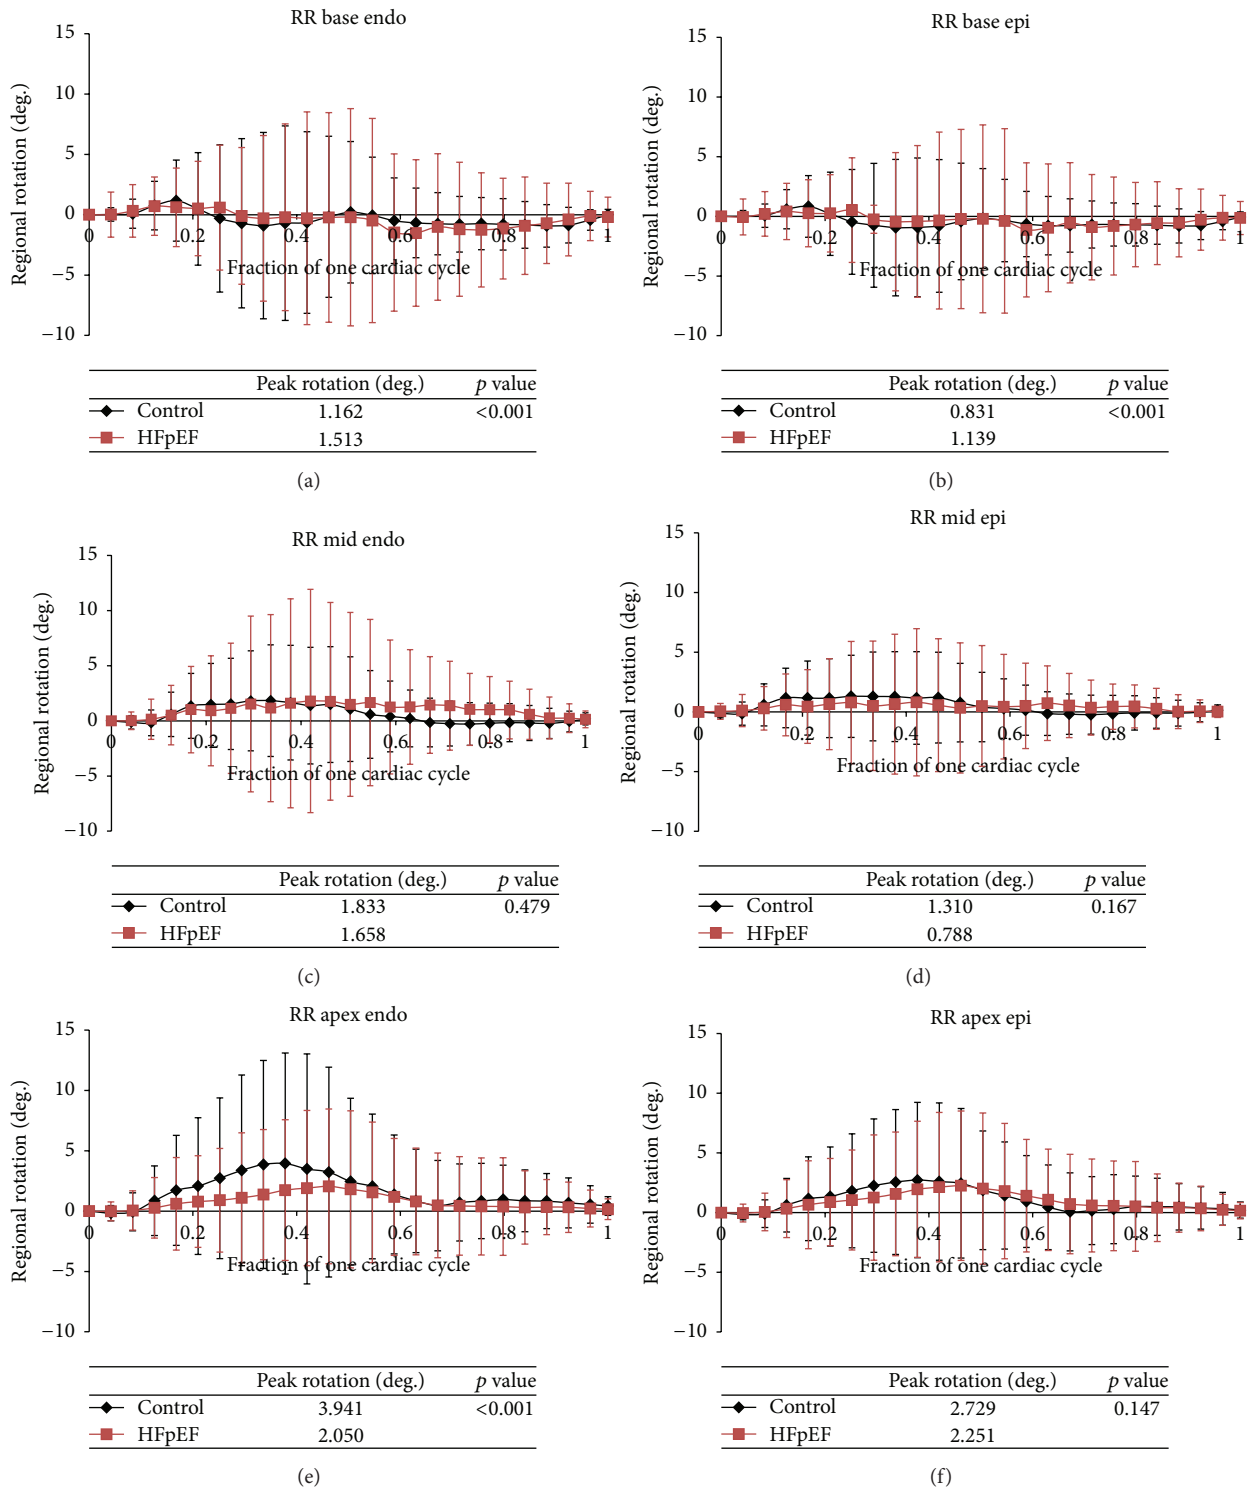 RR base endo
15
10
5
0
−5
−10
Regional rotation (deg.)
0 0.2 0.4 0.6 0.8 1
Fraction of one cardiac cycle
Peak rotation (deg.) p value
Control 1.162 <0.001
HFpEF 1.513
(a)
RR base epi
15
10
5
0
−5
−10
Regional rotation (deg.)
0 0.2 0.4 0.6 0.8 1
Fraction of one cardiac cycle
Peak rotation (deg.) p value
Control 0.831 <0.001
HFpEF 1.139
(b)
RR mid endo
15
10
5
0
−5
−10
Regional rotation (deg.)
0 0.2 0.4 0.6 0.8 1
Fraction of one cardiac cycle
Peak rotation (deg.) p value
Control 1.833 0.479
HFpEF 1.658
(c)
RR mid epi
15
10
5
0
−5
−10
Regional rotation (deg.)
0 0.2 0.4 0.6 0.8 1
Fraction of one cardiac cycle
Peak rotation (deg.) p value
Control 1.310 0.167
HFpEF 0.788
(d)
RR apex endo
15
10
5
0
−5
−10
Regional rotation (deg.)
0 0.2 0.4 0.6 0.8 1
Fraction of one cardiac cycle
Peak rotation (deg.) p value
Control 3.941 <0.001
HFpEF 2.050
(e)
RR apex epi
15
10
5
0
−5
−10
Regional rotation (deg.)
0 0.2 0.4 0.6 0.8 1
Fraction of one cardiac cycle
Peak rotation (deg.) p value
Control 2.729 0.147
HFpEF 2.251
(f)